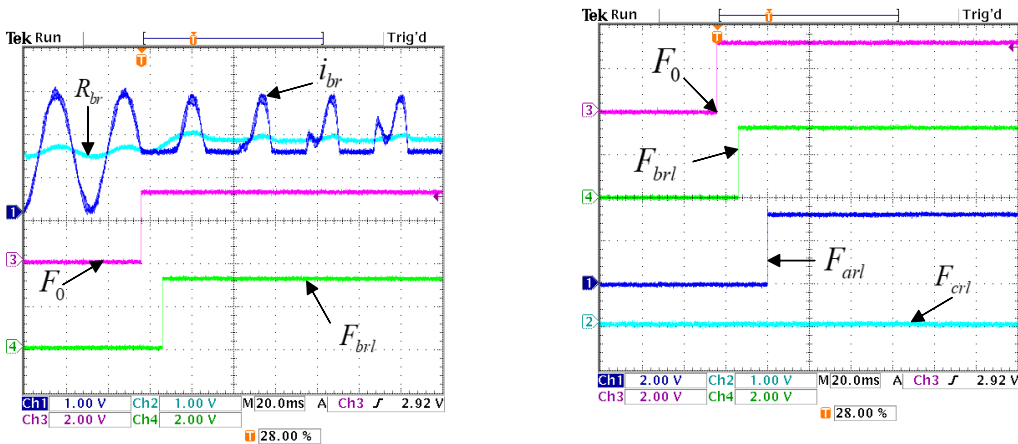 Tek Run
Trig'd
T
T
R_br
i_br
1
3
F_0
F_brl
4
Ch1 1.00 V Ch2 1.00 V M 20.0ms A Ch3 ʃ 2.92 V
Ch3 2.00 V Ch4 2.00 V
T 28.00 %
Tek Run
Trig'd
T
T
F_0
3
F_brl
4
F_arl
1
F_crl
2
Ch1 2.00 V Ch2 1.00 V M 20.0ms A Ch3 ʃ 2.92 V
Ch3 2.00 V Ch4 2.00 V
T 28.00 %